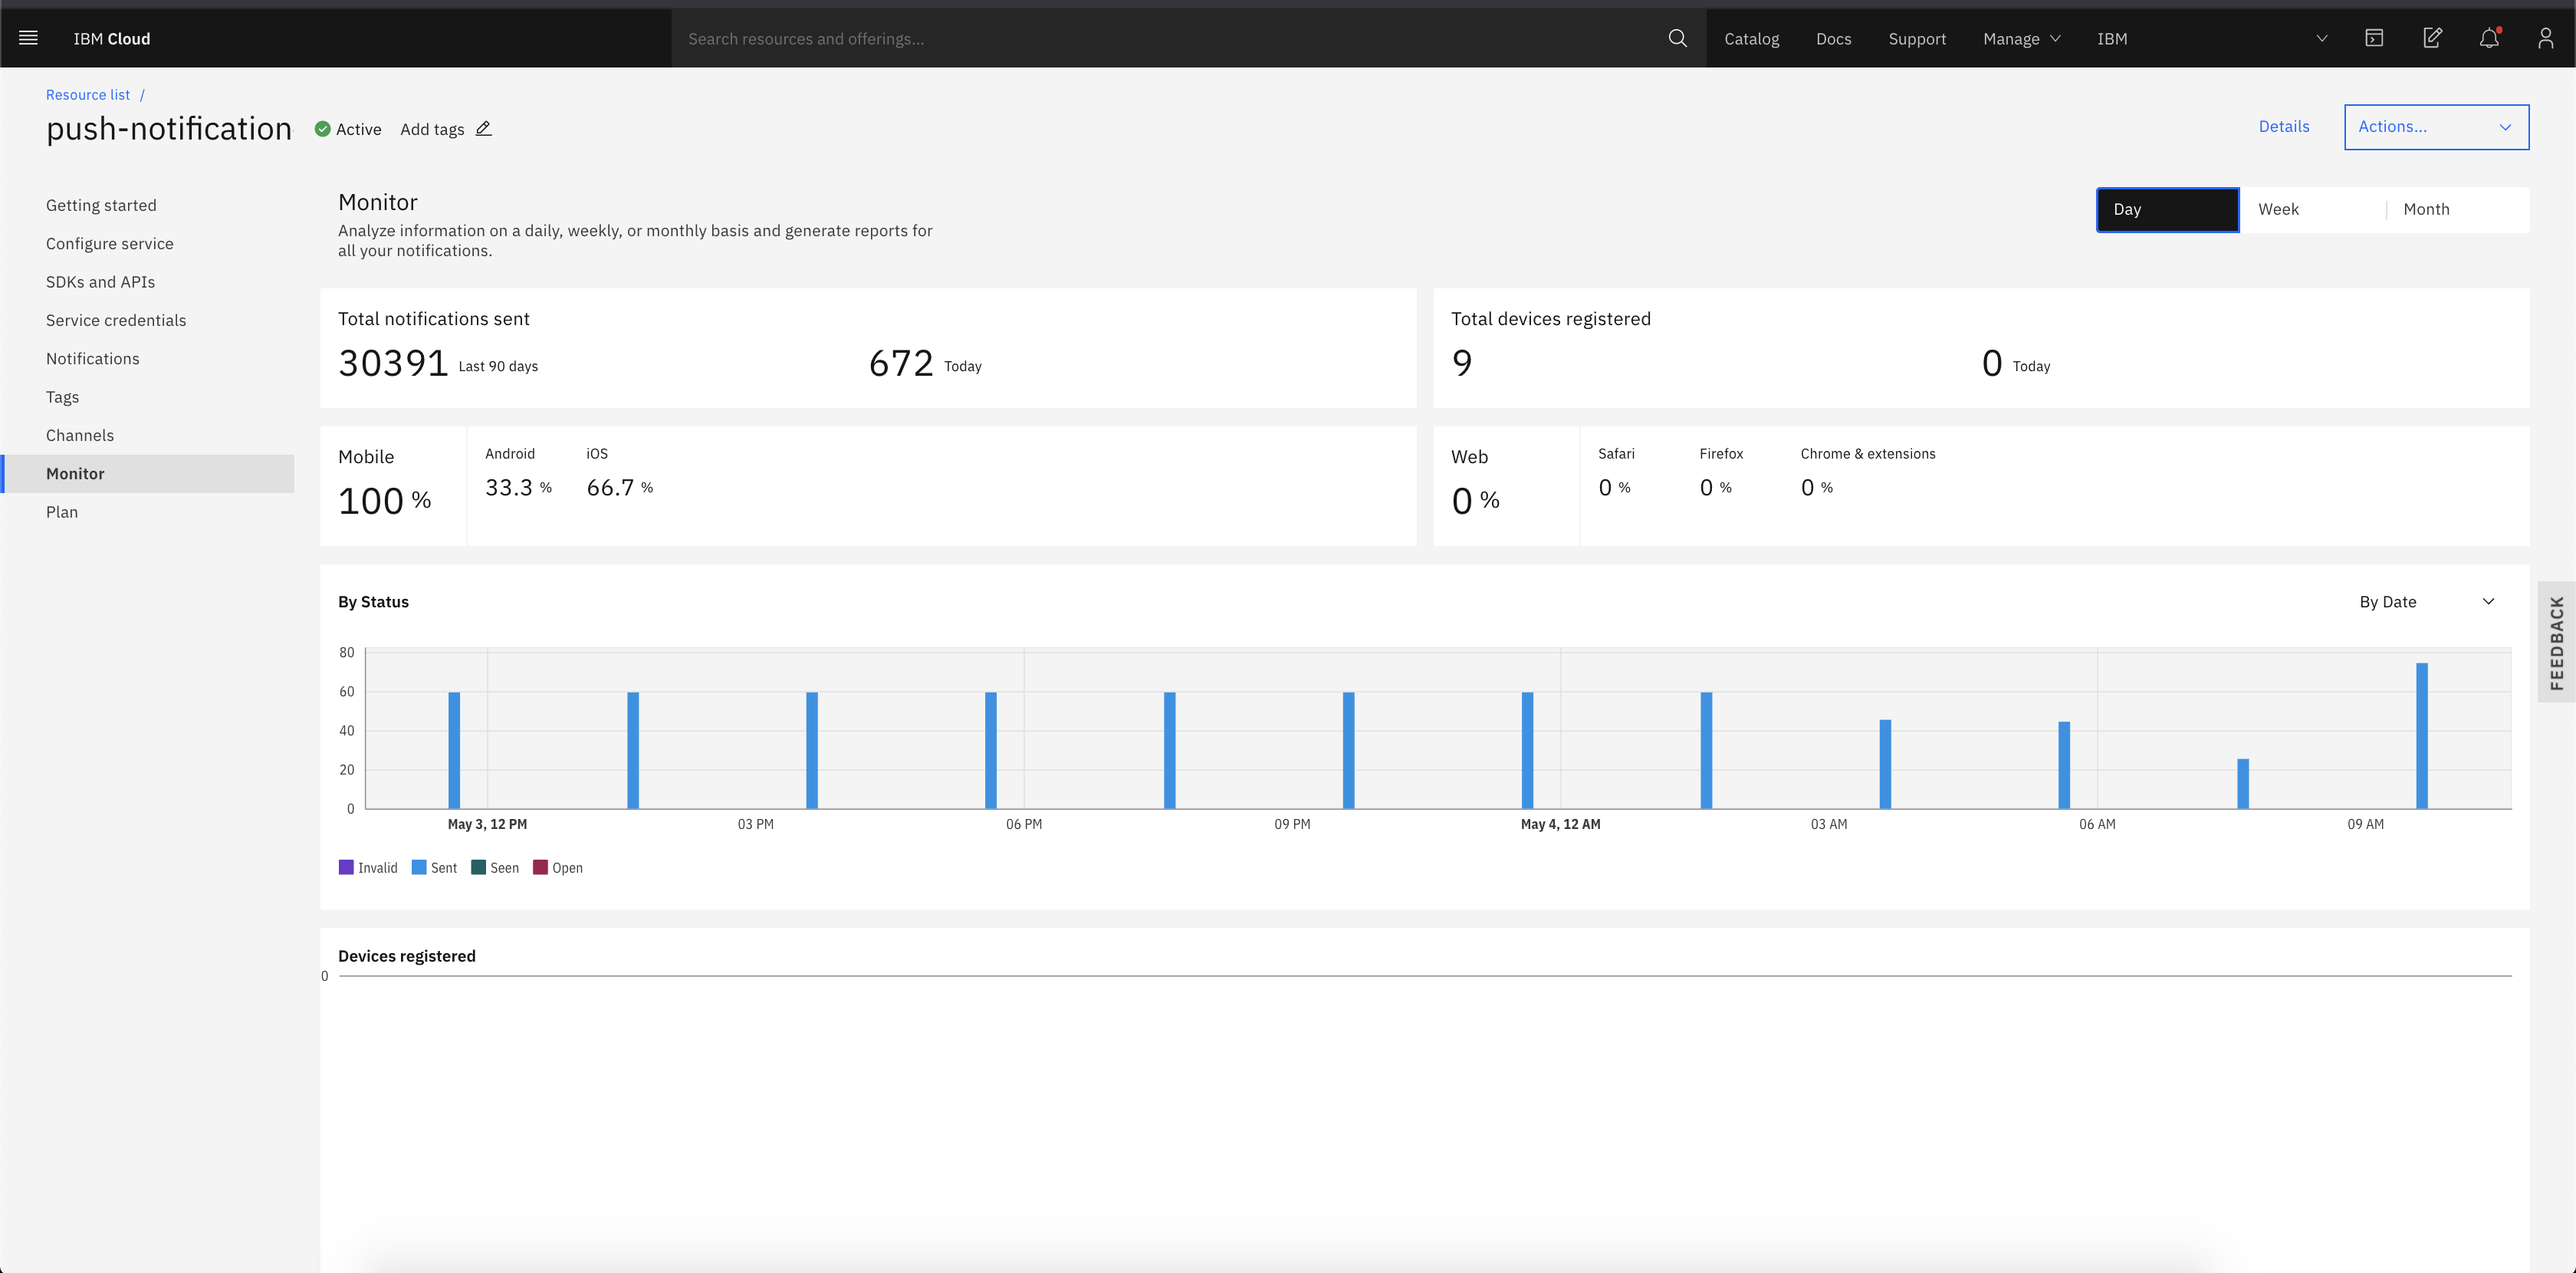 IBM Cloud
Search resources and offerings...
Catalog
Docs
Support
Manage
IBM
Resource list /
push-notification
Active
Add tags
Details
Actions...
Getting started
Configure service
SDKs and APIs
Service credentials
Notifications
Tags
Channels
Monitor
Plan
Monitor
Analyze information on a daily, weekly, or monthly basis and generate reports for
all your notifications.
Day
Week
Month
Total notifications sent
30391 Last 90 days
672 Today
Total devices registered
9
0 Today
Mobile
100 %
Android
33.3 %
iOS
66.7 %
Web
0 %
Safari
0 %
Firefox
0 %
Chrome & extensions
0 %
By Status
By Date
80
60
40
20
0
May 3, 12 PM
03 PM
06 PM
09 PM
May 4, 12 AM
03 AM
06 AM
09 AM
Invalid
Sent
Seen
Open
Devices registered
0
FEEDBACK